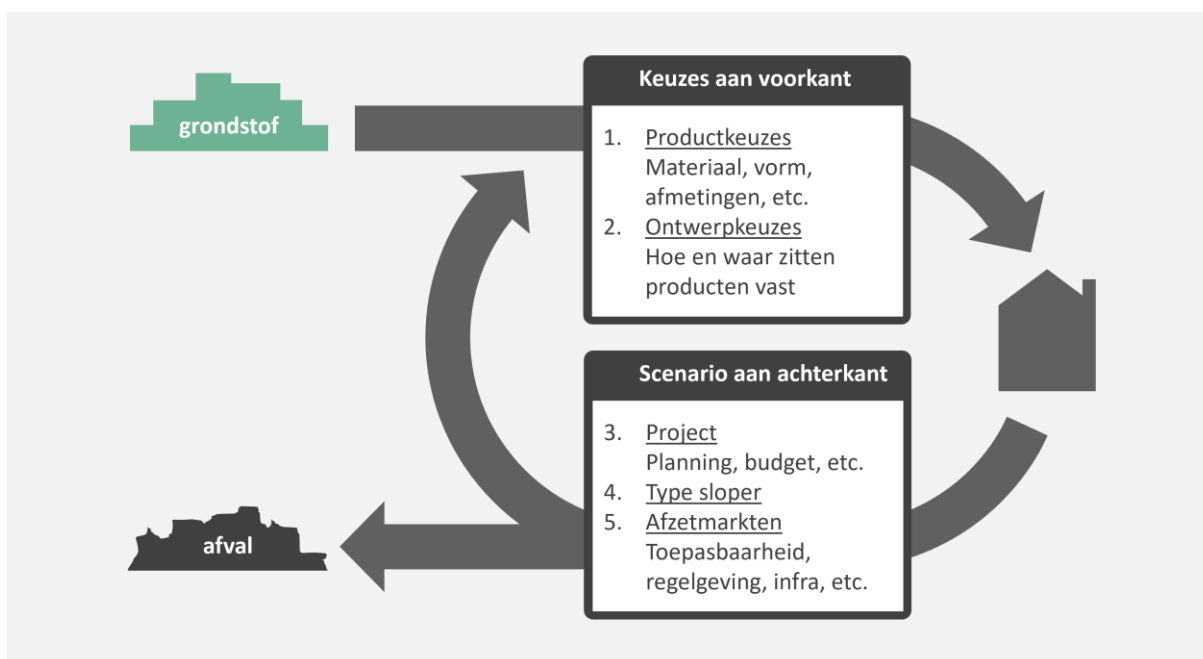 grondstof
Keuzes aan voorkant
1. Productkeuzes
Materiaal, vorm,
afmetingen, etc.
2. Ontwerpkeuzes
Hoe en waar zitten
producten vast
Scenario aan achterkant
3. Project
Planning, budget, etc.
4. Type sloper
5. Afzetmarkten
Toepasbaarheid,
regelgeving, infra, etc.
afval